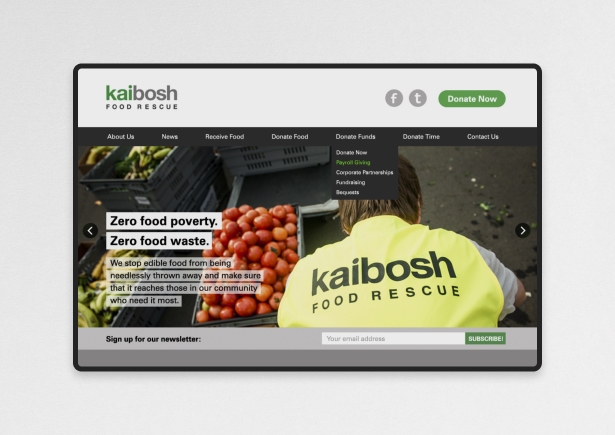 kaibosh
FOOD RESCUE
f t Donate Now
About Us News Receive Food Donate Food Donate Funds Donate Time Contact Us
Donate Now
Payroll Giving
Corporate Partnerships
Fundraising
Bequests
Zero food poverty.
Zero food waste.
We stop edible food from being
needlessly thrown away and make sure
that it reaches those in our community
who need it most.
kaibosh
FOOD RESCUE
Sign up for our newsletter: Your email address SUBSCRIBE!